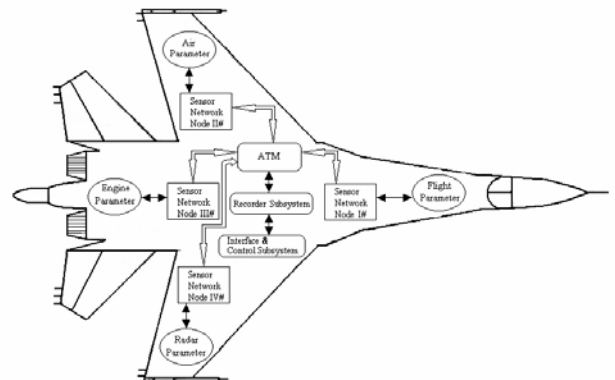 Air
Parameter
Sensor
Network
Node II#
ATM
Engine
Parameter
Sensor
Network
Node III#
Recorder Subsystem
Sensor
Network
Node I#
Flight
Parameter
Interface &
Control Subsystem
Sensor
Network
Node IV#
Radar
Parameter